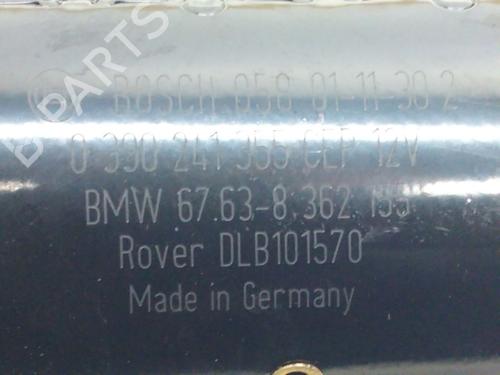 BOSCH 058 01-11-30 2
0 390 241 355 CEP 12V
BMW 67.63-8 362 155
Rover DLB101570
Made in Germany
B-PARTS